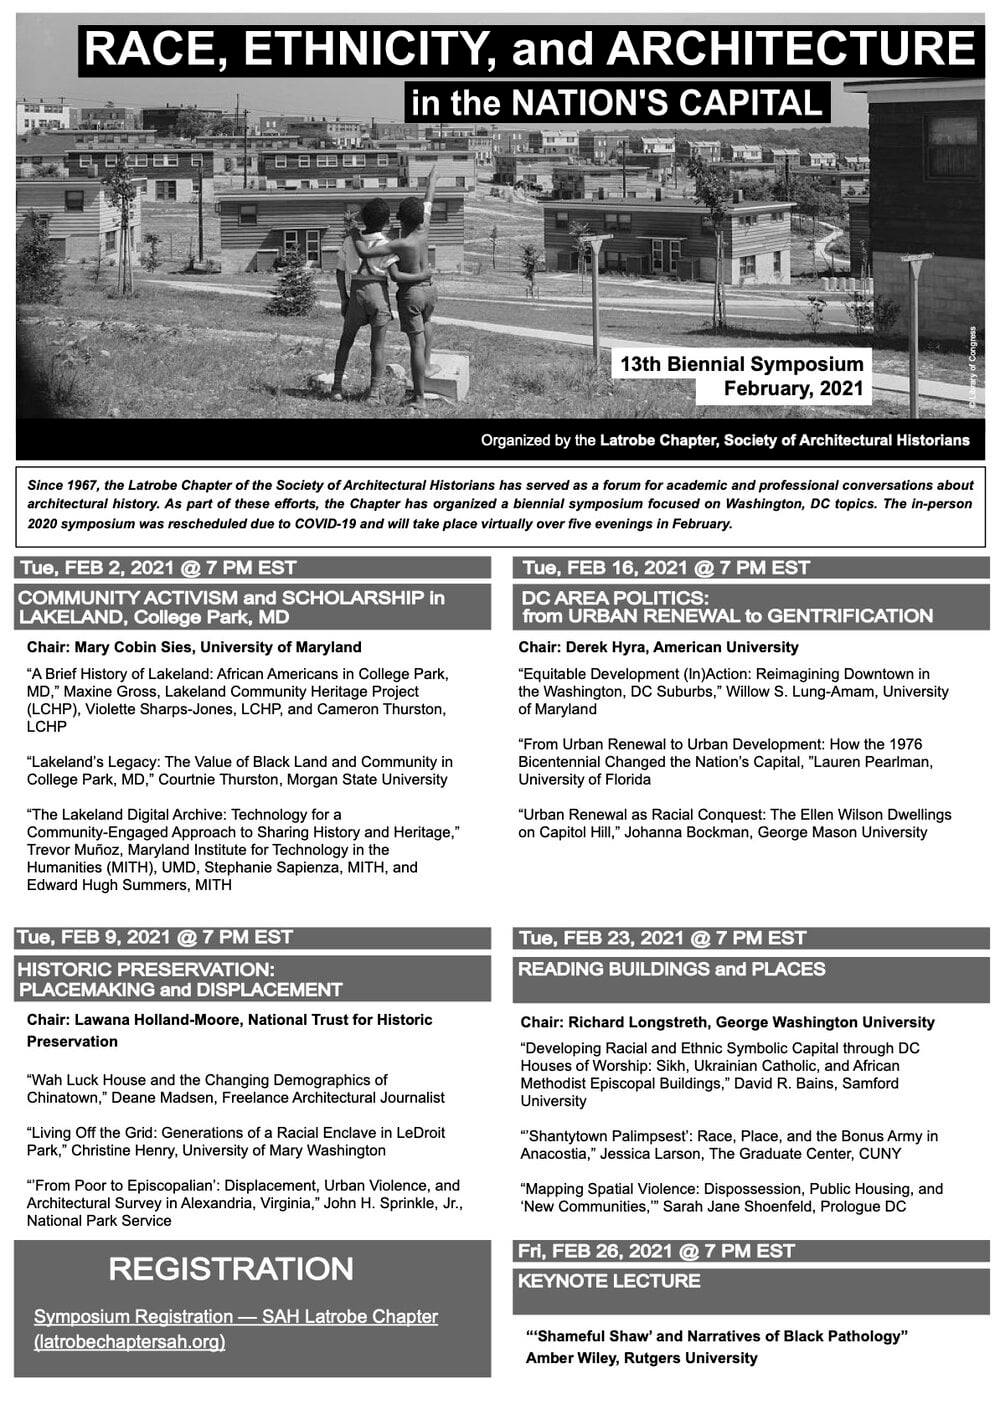 RACE, ETHNICITY, and ARCHITECTURE
in the NATION'S CAPITAL
© Library of Congress
13th Biennial Symposium
February, 2021
Organized by the Latrobe Chapter, Society of Architectural Historians
Since 1967, the Latrobe Chapter of the Society of Architectural Historians has served as a forum for academic and professional conversations about
architectural history. As part of these efforts, the Chapter has organized a biennial symposium focused on Washington, DC topics. The in-person
2020 symposium was rescheduled due to COVID-19 and will take place virtually over five evenings in February.
Tue, FEB 2, 2021 @ 7 PM EST
COMMUNITY ACTIVISM and SCHOLARSHIP in
LAKELAND, College Park, MD
Chair: Mary Cobin Sies, University of Maryland
“A Brief History of Lakeland: African Americans in College Park,
MD,” Maxine Gross, Lakeland Community Heritage Project
(LCHP), Violette Sharps-Jones, LCHP, and Cameron Thurston,
LCHP
“Lakeland’s Legacy: The Value of Black Land and Community in
College Park, MD,” Courtnie Thurston, Morgan State University
“The Lakeland Digital Archive: Technology for a
Community-Engaged Approach to Sharing History and Heritage,”
Trevor Muñoz, Maryland Institute for Technology in the
Humanities (MITH), UMD, Stephanie Sapienza, MITH, and
Edward Hugh Summers, MITH
Tue, FEB 9, 2021 @ 7 PM EST
HISTORIC PRESERVATION:
PLACEMAKING and DISPLACEMENT
Chair: Lawana Holland-Moore, National Trust for Historic
Preservation
“Wah Luck House and the Changing Demographics of
Chinatown,” Deane Madsen, Freelance Architectural Journalist
“Living Off the Grid: Generations of a Racial Enclave in LeDroit
Park,” Christine Henry, University of Mary Washington
“’From Poor to Episcopalian’: Displacement, Urban Violence, and
Architectural Survey in Alexandria, Virginia,” John H. Sprinkle, Jr.,
National Park Service
REGISTRATION
Symposium Registration — SAH Latrobe Chapter
(latrobechaptersah.org)
Tue, FEB 16, 2021 @ 7 PM EST
DC AREA POLITICS:
from URBAN RENEWAL to GENTRIFICATION
Chair: Derek Hyra, American University
“Equitable Development (In)Action: Reimagining Downtown in
the Washington, DC Suburbs,” Willow S. Lung-Amam, University
of Maryland
“From Urban Renewal to Urban Development: How the 1976
Bicentennial Changed the Nation’s Capital, ”Lauren Pearlman,
University of Florida
“Urban Renewal as Racial Conquest: The Ellen Wilson Dwellings
on Capitol Hill,” Johanna Bockman, George Mason University
Tue, FEB 23, 2021 @ 7 PM EST
READING BUILDINGS and PLACES
Chair: Richard Longstreth, George Washington University
“Developing Racial and Ethnic Symbolic Capital through DC
Houses of Worship: Sikh, Ukrainian Catholic, and African
Methodist Episcopal Buildings,” David R. Bains, Samford
University
“’Shantytown Palimpsest’: Race, Place, and the Bonus Army in
Anacostia,” Jessica Larson, The Graduate Center, CUNY
“Mapping Spatial Violence: Dispossession, Public Housing, and
‘New Communities,’” Sarah Jane Shoenfeld, Prologue DC
Fri, FEB 26, 2021 @ 7 PM EST
KEYNOTE LECTURE
“‘Shameful Shaw’ and Narratives of Black Pathology”
Amber Wiley, Rutgers University